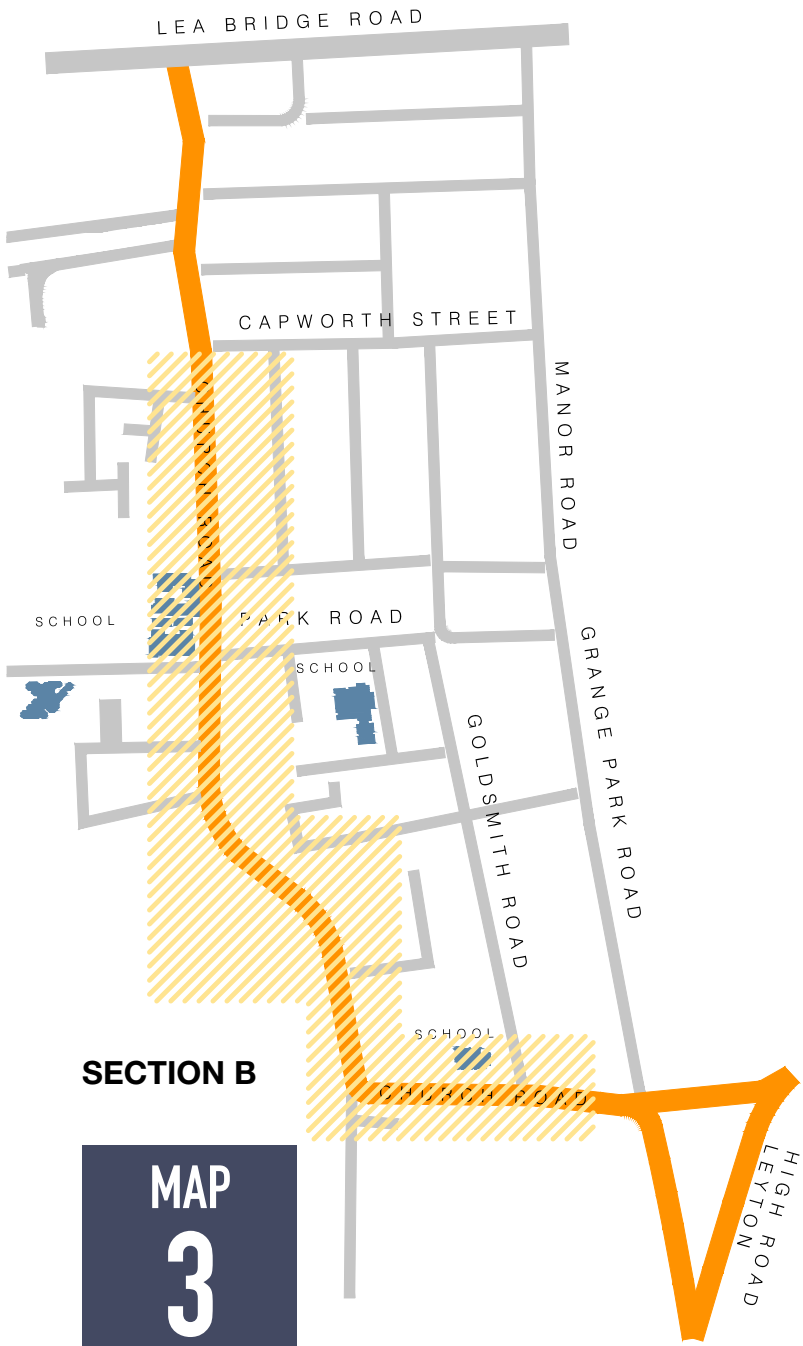 LEA BRIDGE ROAD
CAPWORTH STREET
MANOR ROAD
CHURCH ROAD
SCHOOL
PARK ROAD
SCHOOL
GRANGE PARK ROAD
GOLDSMITH ROAD
SCHOOL
SECTION B
CHURCH ROAD
HIGH ROAD
LEYTON
MAP
3